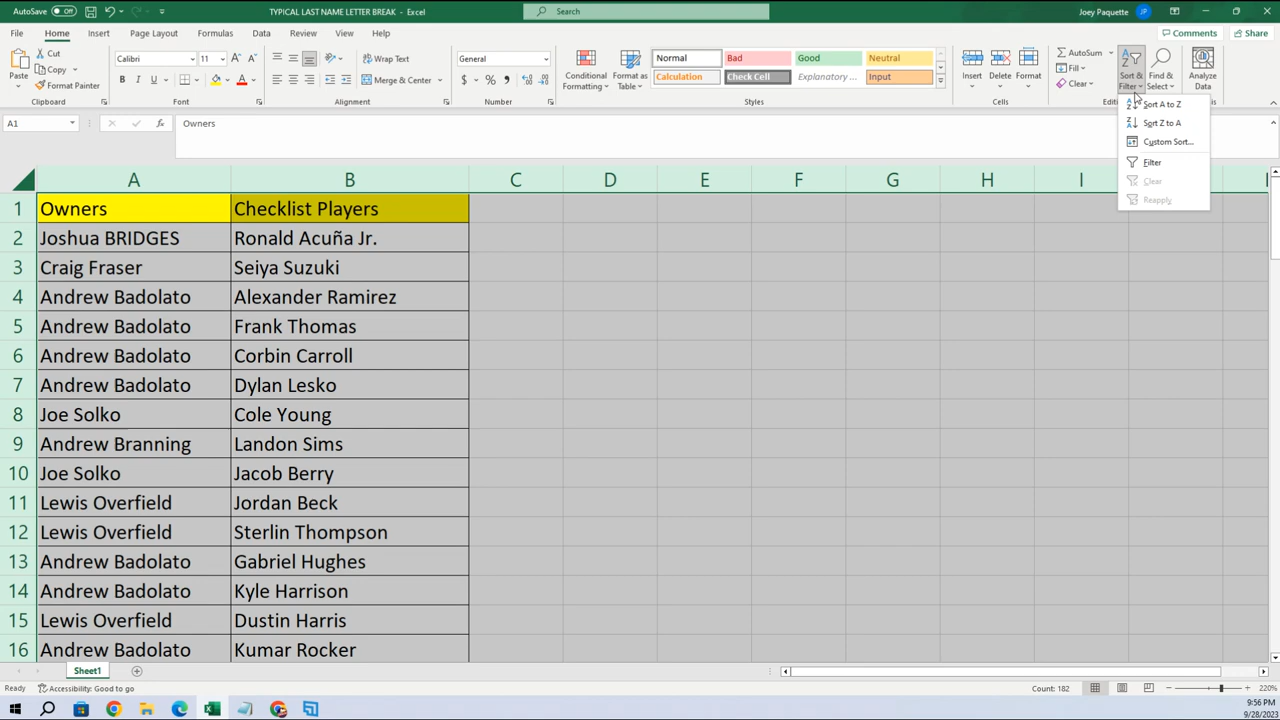 AutoSave Off TYPICAL LAST NAME LETTER BREAK - Excel Search Joey Paquette JP
File Home Insert Page Layout Formulas Data Review View Help Comments Share
Paste Cut Copy Format Painter Clipboard
Calibri 11 A A B I U A Font
Wrap Text Merge & Center Alignment
General $ % Number
Conditional Formatting Format as Table Normal Bad Good Neutral Calculation Check Cell Explanatory ... Input Styles
Insert Delete Format Cells
AutoSum Fill Clear Sort & Filter Find & Select Editi
Analyze Data
Sort A to Z
Sort Z to A
Custom Sort...
Filter
Clear
Reapply
A1 fx Owners
A B C D E F G H I
1 Owners Checklist Players
2 Joshua BRIDGES Ronald Acuña Jr.
3 Craig Fraser Seiya Suzuki
4 Andrew Badolato Alexander Ramirez
5 Andrew Badolato Frank Thomas
6 Andrew Badolato Corbin Carroll
7 Andrew Badolato Dylan Lesko
8 Joe Solko Cole Young
9 Andrew Branning Landon Sims
10 Joe Solko Jacob Berry
11 Lewis Overfield Jordan Beck
12 Lewis Overfield Sterlin Thompson
13 Andrew Badolato Gabriel Hughes
14 Andrew Badolato Kyle Harrison
15 Lewis Overfield Dustin Harris
16 Andrew Badolato Kumar Rocker
Sheet1
Ready Accessibility: Good to go Count: 182 220%
9:56 PM
9/28/2023